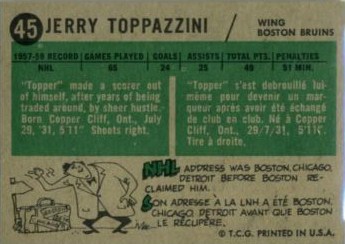 45 JERRY TOPPAZZINI / WING
BOSTON BRUINS
1957-58 RECORD GAMES PLAYED GOALS ASSISTS TOTAL PTS. PENALTIES
NHL 65 24 25 49 51 MIN.
"Topper" made a scorer out
of himself, after years of being
traded around, by sheer hustle.
Born Copper Cliff, Ont., July
29, '31, 5'11" Shoots right.
"Topper" s'est debrouillé lui-
même pour devenir un mar-
queur après avoir été échangé
de club en club. Né à Copper
Cliff, Ont., 29/7/31, 5'11",
Tire à droite.
NHL ADDRESS WAS BOSTON, CHICAGO,
DETROIT BEFORE BOSTON RE-
CLAIMED HIM.
SON ADRESSE À LA LNH A ÉTÉ BOSTON,
CHICAGO, DETROIT AVANT QUE BOSTON
LE RÉCUPÈRE.
© T.C.G. PRINTED IN U.S.A.